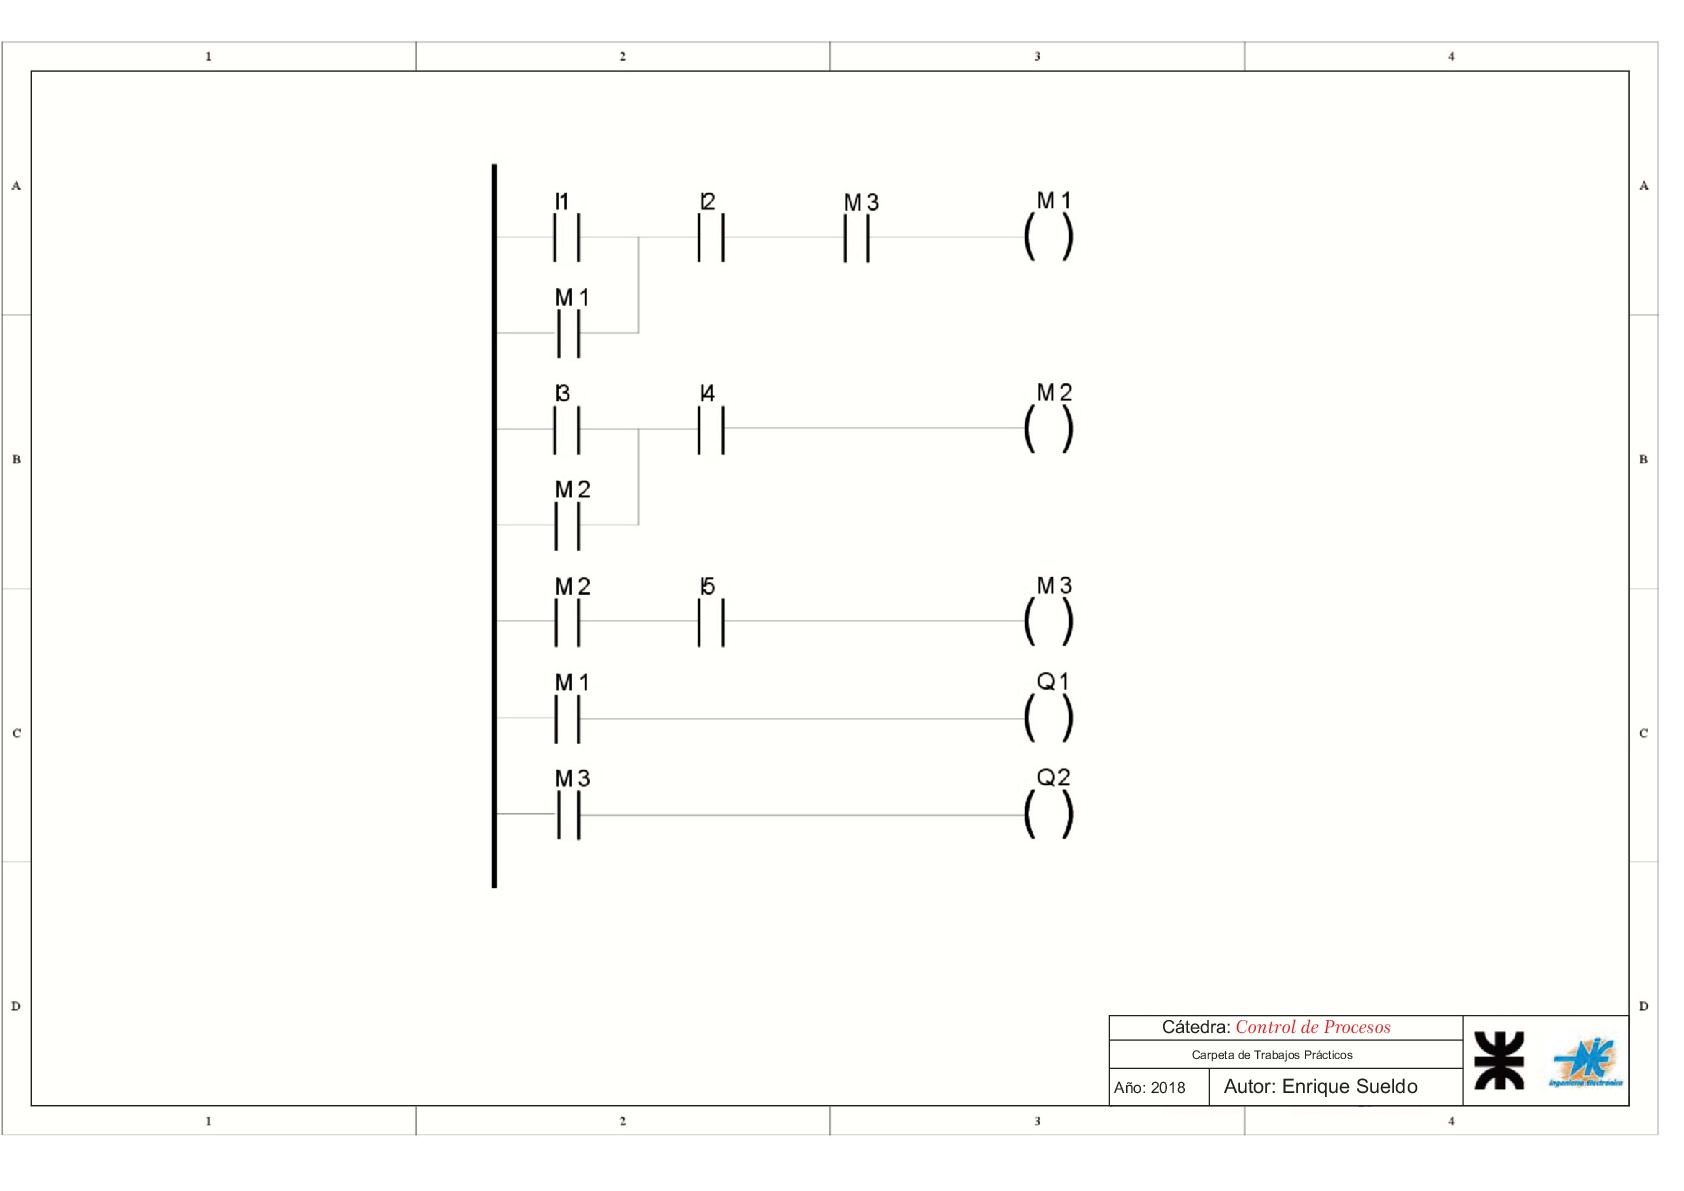 1 2 3 4
A A
I1 I2 M3 M1
M1
B B
I3 I4 M2
M2
M2 I5 M3
M1 Q1
C C
M3 Q2
D D
Cátedra: Control de Procesos
Carpeta de Trabajos Prácticos
Año: 2018 Autor: Enrique Sueldo
Ingeniería Electrónica
1 2 3 4